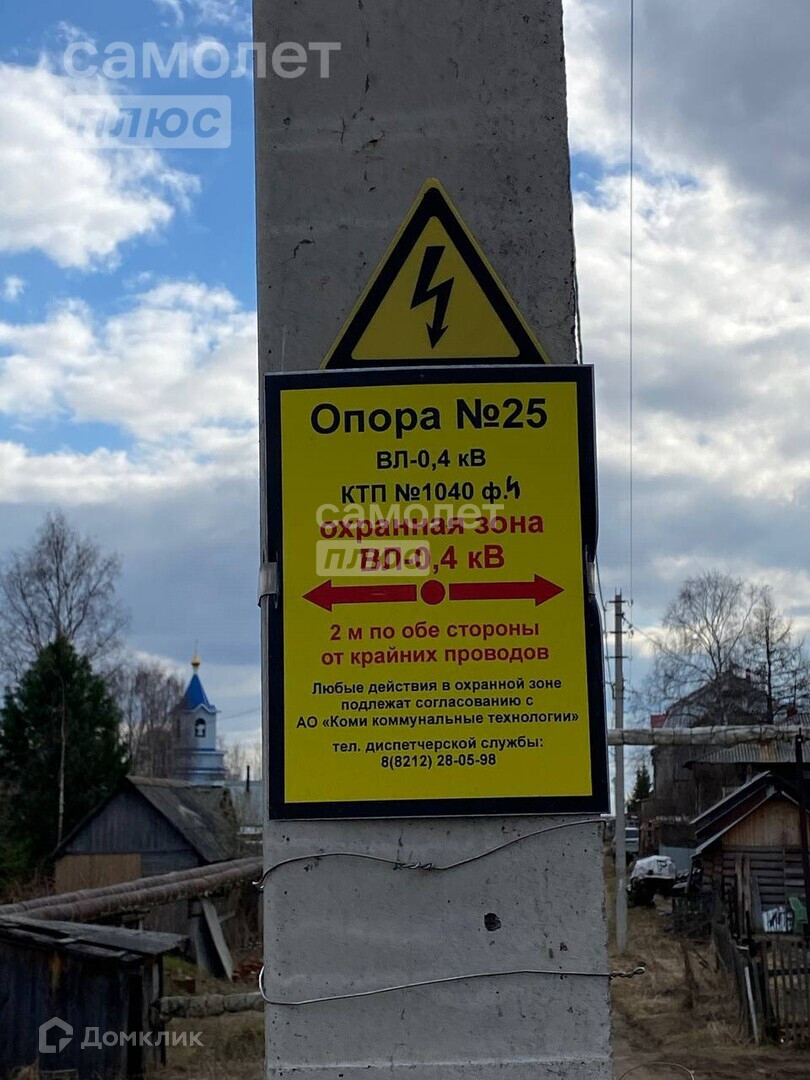 самолет
плюс
Опора №25
ВЛ-0,4 кВ
КТП №1040 ф.4
самолет
охранная зона
плюс
ВЛ-0,4 кВ
2 м по обе стороны
от крайних проводов
Любые действия в охранной зоне
подлежат согласованию с
АО «Коми коммунальные технологии»
тел. диспетчерской службы:
8(8212) 28-05-98
Домклик